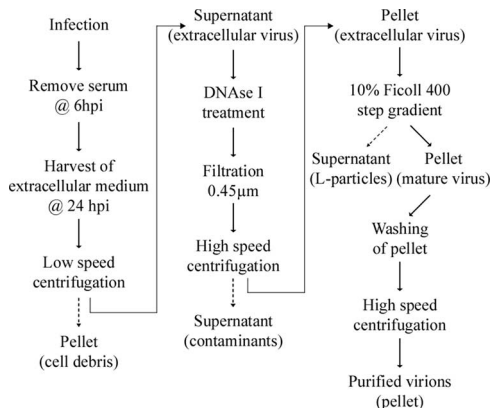 Infection
Remove serum
@ 6hpi
Harvest of
extracellular medium
@ 24 hpi
Low speed
centrifugation
Pellet
(cell debris)
Supernatant
(extracellular virus)
DNAse I
treatment
Filtration
0.45µm
High speed
centrifugation
Supernatant
(contaminants)
Pellet
(extracellular virus)
10% Ficoll 400
step gradient
Supernatant
(L-particles)
Pellet
(mature virus)
Washing
of pellet
High speed
centrifugation
Purified virions
(pellet)